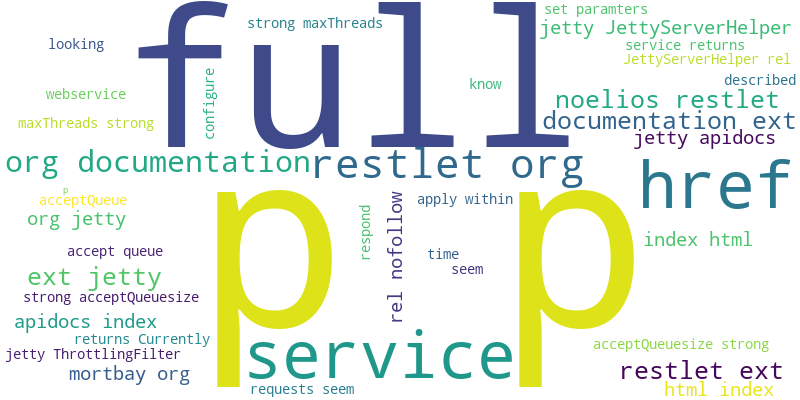 full
set paramters
strong maxThreads
jetty JettyServerHelper
looking
service returns
JettyServerHelper rel
described
configure
know
webservice
noelios restlet
documentation ext
maxThreads strong
jetty apidocs
org documentation
restlet org
href
p p
p
acceptQueue
apply within
org jetty
respond
rel nofollow
index html
accept queue
time
seem
ext jetty
strong acceptQueuesize
apidocs index
returns Currently
service
acceptQueuesize strong
jetty ThrottlingFilter
mortbay org
restlet ext
requests seem
html index